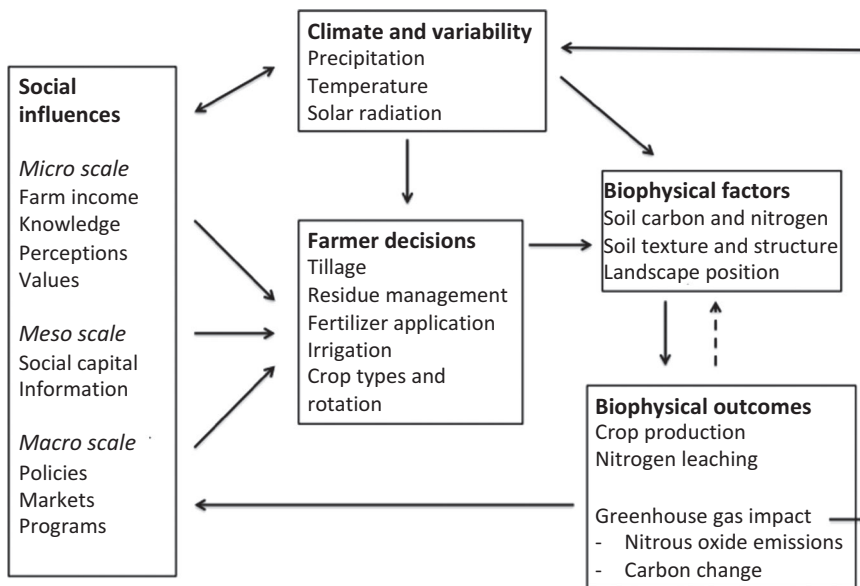 Climate and variability
Precipitation
Temperature
Solar radiation
Social
influences
Micro scale
Farm income
Knowledge
Perceptions
Values
Meso scale
Social capital
Information
Macro scale
Policies
Markets
Programs
Farmer decisions
Tillage
Residue management
Fertilizer application
Irrigation
Crop types and
rotation
Biophysical factors
Soil carbon and nitrogen
Soil texture and structure
Landscape position
Biophysical outcomes
Crop production
Nitrogen leaching
Greenhouse gas impact
- Nitrous oxide emissions
- Carbon change